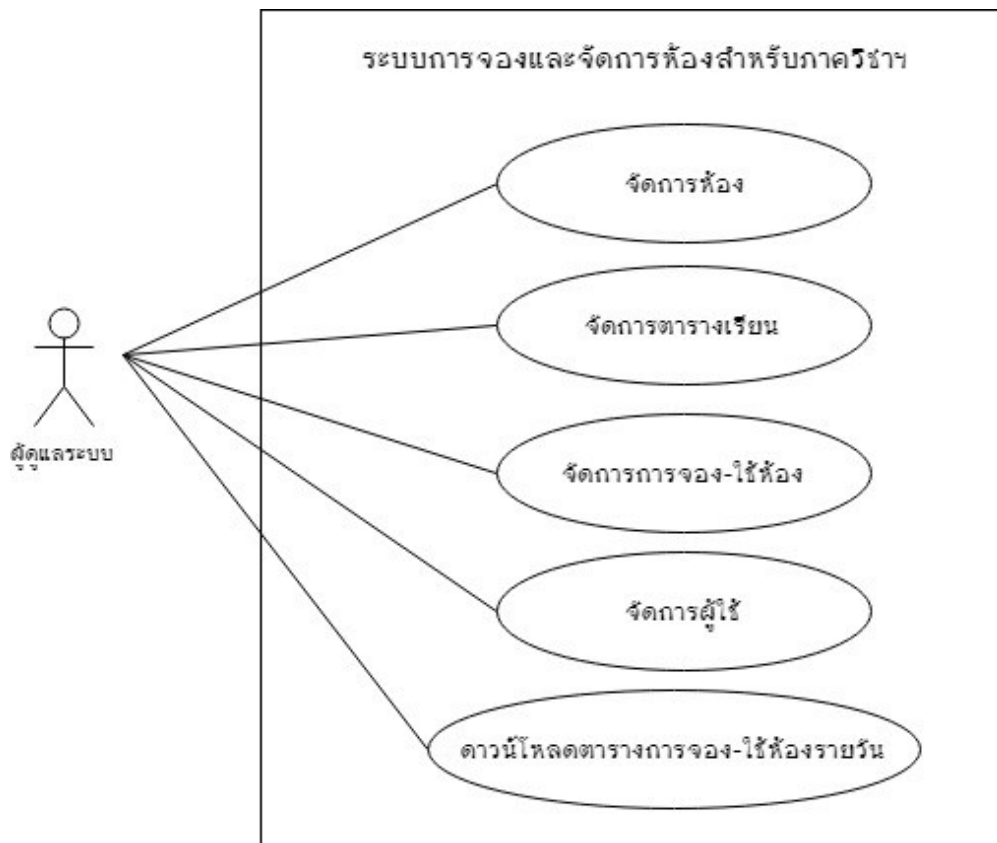 ระบบการจองและจัดการห้องสำหรับภาควิชาฯ
จัดการห้อง
จัดการตารางเรียน
ผู้ดูแลระบบ
จัดการการจอง-ใช้ห้อง
จัดการผู้ใช้
ดาวน์โหลดตารางการจอง-ใช้ห้องรายวัน